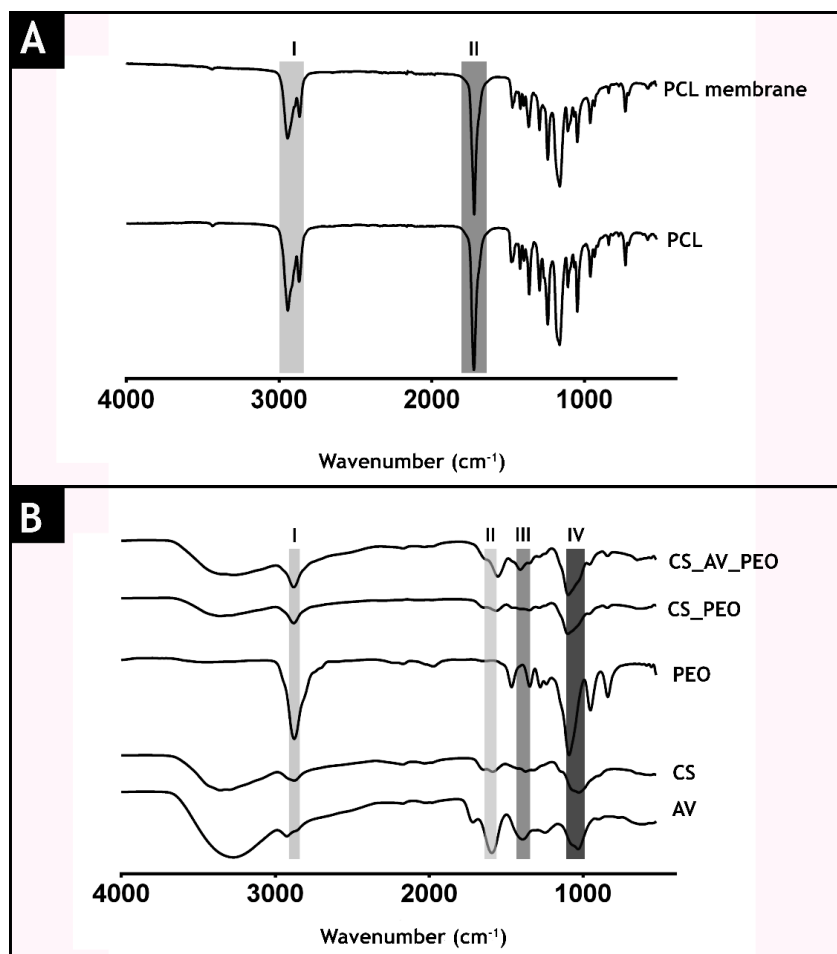 A
I II
PCL membrane
PCL
4000 3000 2000 1000
Wavenumber (cm⁻¹)
B
I II III IV
CS_AV_PEO
CS_PEO
PEO
CS
AV
4000 3000 2000 1000
Wavenumber (cm⁻¹)